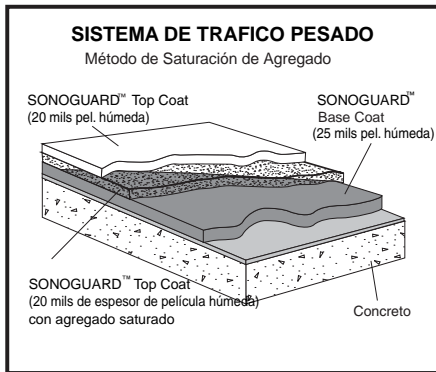 SISTEMA DE TRAFICO PESADO
Método de Saturación de Agregado
SONOGUARD™ Top Coat
(20 mils pel. húmeda)
SONOGUARD™
Base Coat
(25 mils pel. húmeda)
SONOGUARD™ Top Coat
(20 mils de espesor de película húmeda)
con agregado saturado
Concreto